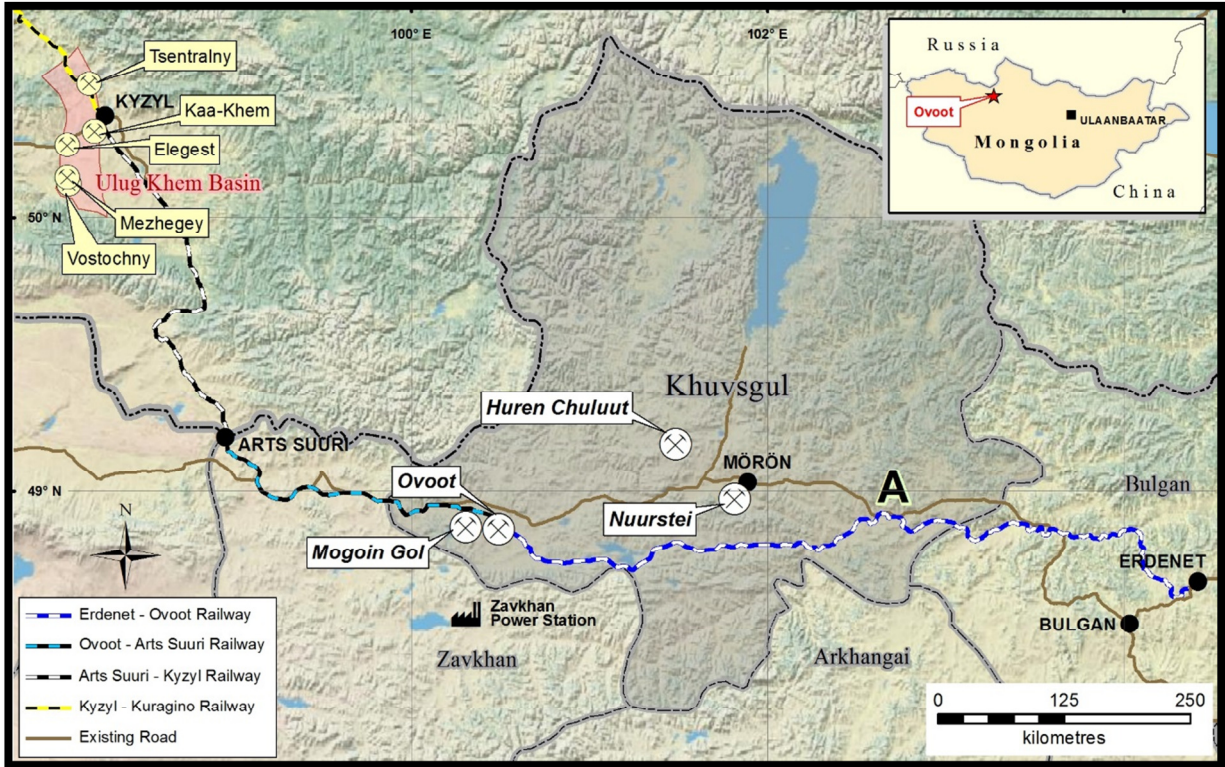 100° E
102° E
Tsentralny
KYZYL
Kaa-Khem
Elegest
Ulug Khem Basin
Mezhegey
50° N
Vostochny
Russia
Ovoot
ULAANBAATAR
Mongolia
China
Khuvsgul
Huren Chuluut
ARTS SUURI
MÖRÖN
Ovoot
49° N
A
Bulgan
Nuurstei
Mogoin Gol
N
ERDENET
Zavkhan
Power Station
BULGAN
Zavkhan
Arkhangai
Erdenet - Ovoot Railway
Ovoot - Arts Suuri Railway
Arts Suuri - Kyzyl Railway
Kyzyl - Kuragino Railway
Existing Road
0 125 250
kilometres